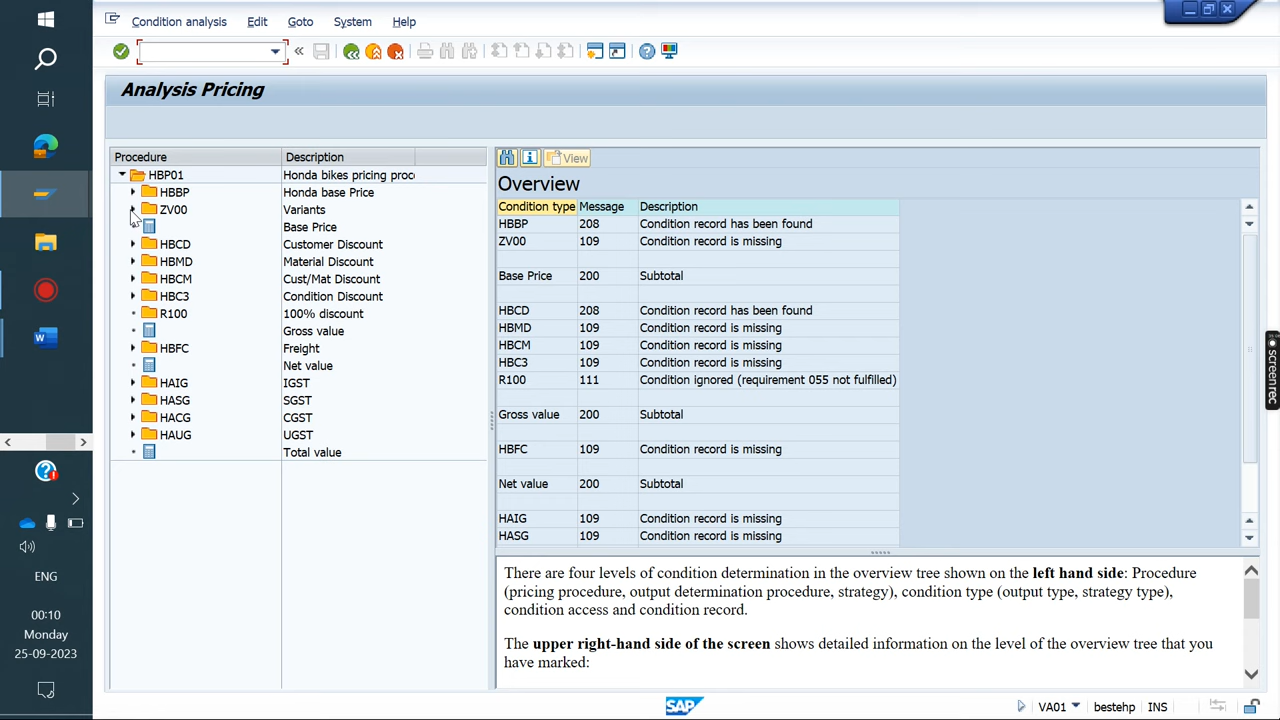 Condition analysis Edit Goto System Help
Analysis Pricing
Procedure Description
HBP01 Honda bikes pricing proc
HBBP Honda base Price
ZV00 Variants
Base Price
HBCD Customer Discount
HBMD Material Discount
HBCM Cust/Mat Discount
HBC3 Condition Discount
R100 100% discount
Gross value
HBFC Freight
Net value
HAIG IGST
HASG SGST
HACG CGST
HAUG UGST
Total value
View
Overview
Condition type Message Description
HBBP 208 Condition record has been found
ZV00 109 Condition record is missing
Base Price 200 Subtotal
HBCD 208 Condition record has been found
HBMD 109 Condition record is missing
HBCM 109 Condition record is missing
HBC3 109 Condition record is missing
R100 111 Condition ignored (requirement 055 not fulfilled)
Gross value 200 Subtotal
HBFC 109 Condition record is missing
Net value 200 Subtotal
HAIG 109 Condition record is missing
HASG 109 Condition record is missing
There are four levels of condition determination in the overview tree shown on the left hand side: Procedure
(pricing procedure, output determination procedure, strategy), condition type (output type, strategy type),
condition access and condition record.
The upper right-hand side of the screen shows detailed information on the level of the overview tree that you
have marked:
ENG
00:10
Monday
25-09-2023
screenrec
SAP
VA01 bestehp INS